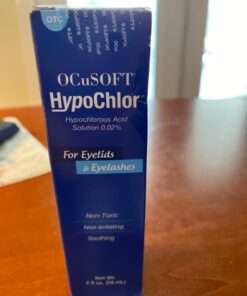 OTC
OCuSOFT
HypoChlor
Hypochlorous Acid
Solution 0.02%
For Eyelids
& Eyelashes
Non-Toxic
Non-Irritating
Soothing
Net Wt.
2 fl oz. (59 mL)